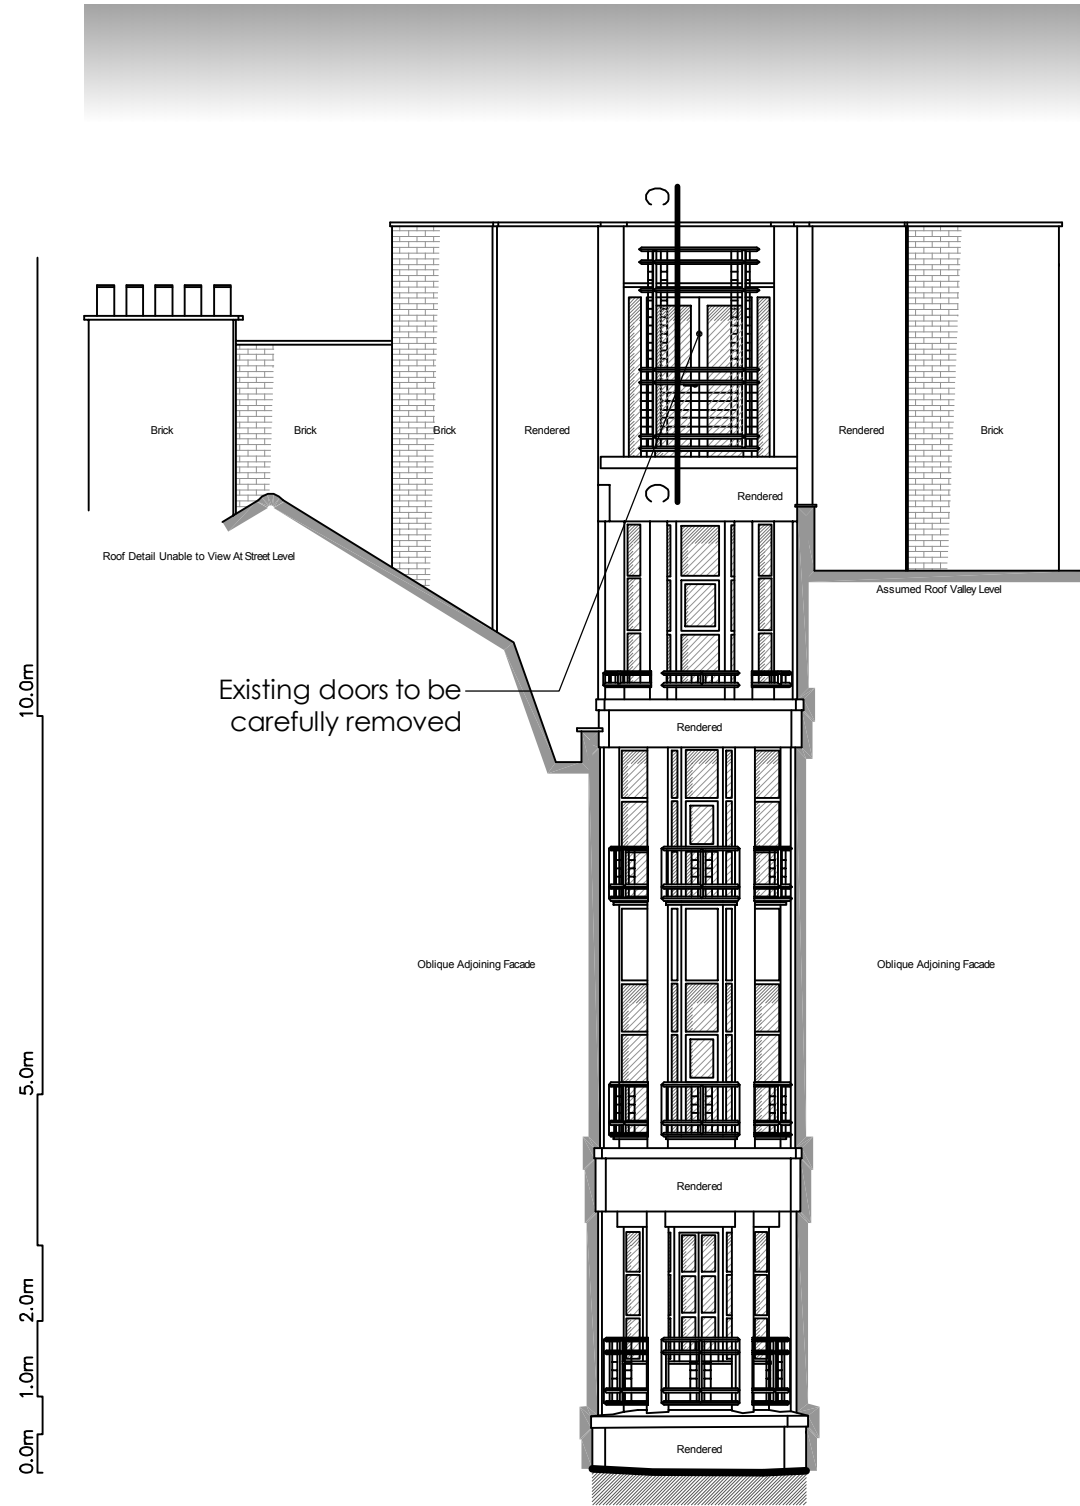 C
Brick
Brick
Brick
Rendered
Rendered
Brick
C
Rendered
Roof Detail Unable to View At Street Level
Assumed Roof Valley Level
Existing doors to be
carefully removed
Rendered
Oblique Adjoining Facade
Oblique Adjoining Facade
Rendered
Rendered
10.0m
5.0m
2.0m
1.0m
0.0m